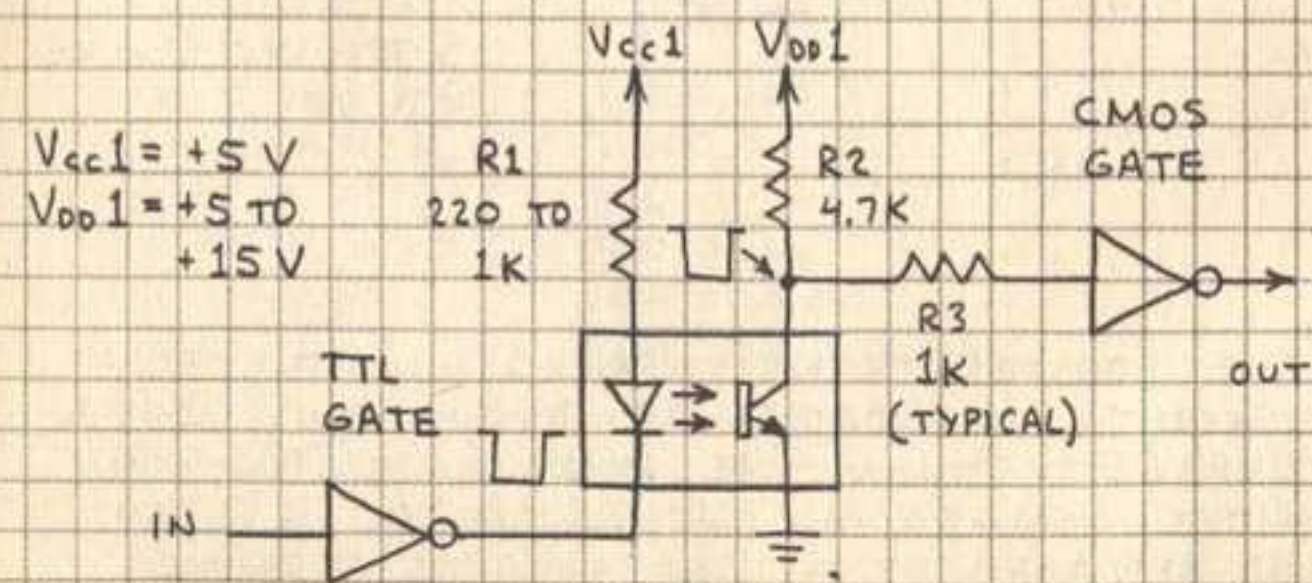 Vcc1
VDD1
Vcc1 = +5 V
VDD1 = +5 TO
+15 V
R1
220 TO
1K
R2
4.7K
CMOS
GATE
R3
1K
(TYPICAL)
OUT
TTL
GATE
IN